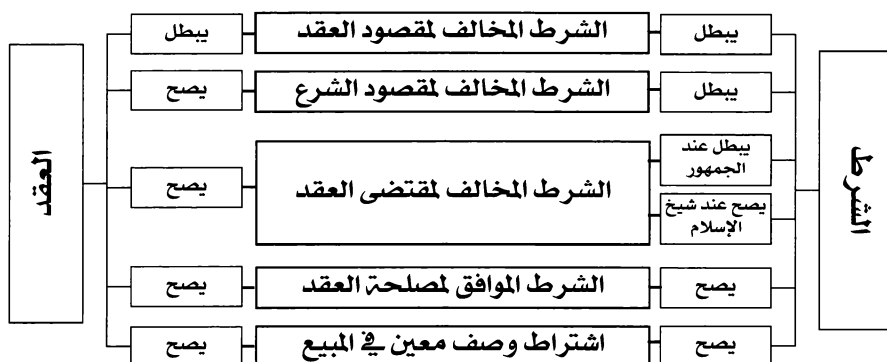 يبطل
الشرط المخالف لمقصود العقد
يبطل
يبطل
الشرط المخالف لمقصود الشرع
يصح
الشرط
يبطل عند
الجمهور
يصح عند شيخ
الإسلام
الشرط المخالف لمقتضى العقد
يصح
العقد
يصح
الشرط الموافق لمصلحة العقد
يصح
يصح
اشتراط وصف معين في المبيع
يصح